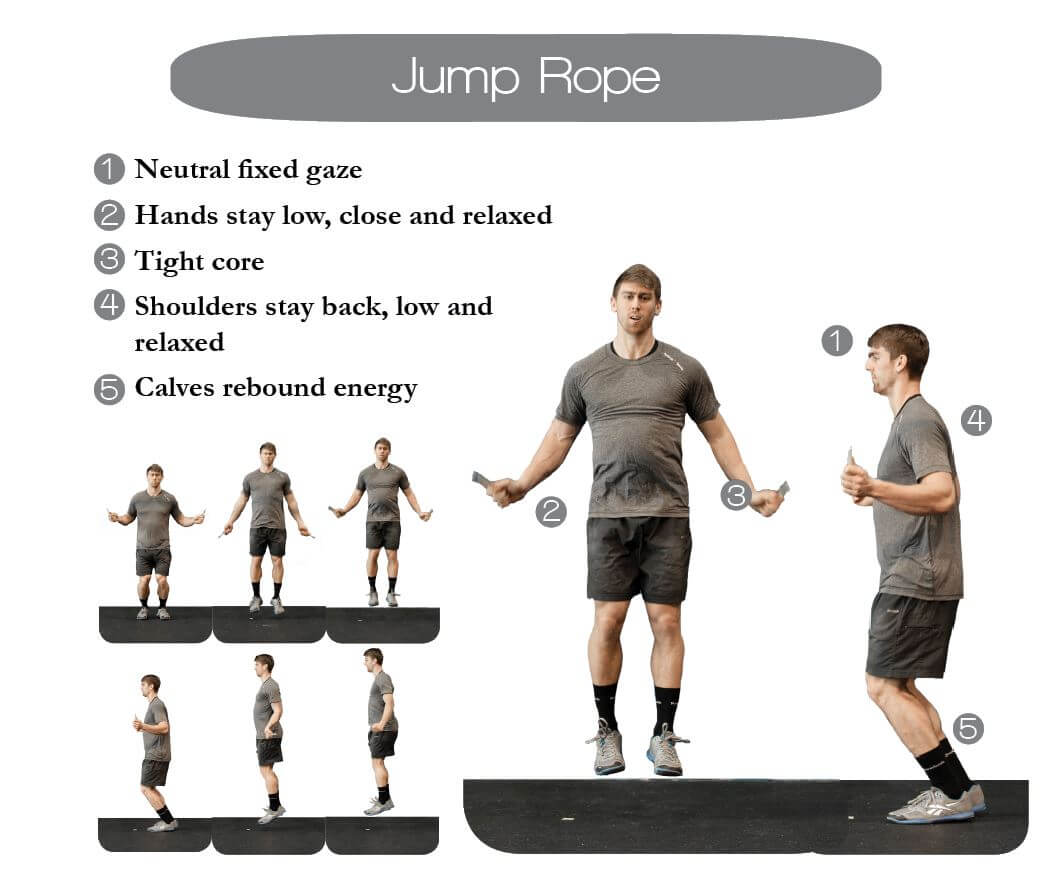 Jump Rope
1 Neutral fixed gaze
2 Hands stay low, close and relaxed
3 Tight core
4 Shoulders stay back, low and
relaxed
5 Calves rebound energy
1
4
3
2
5